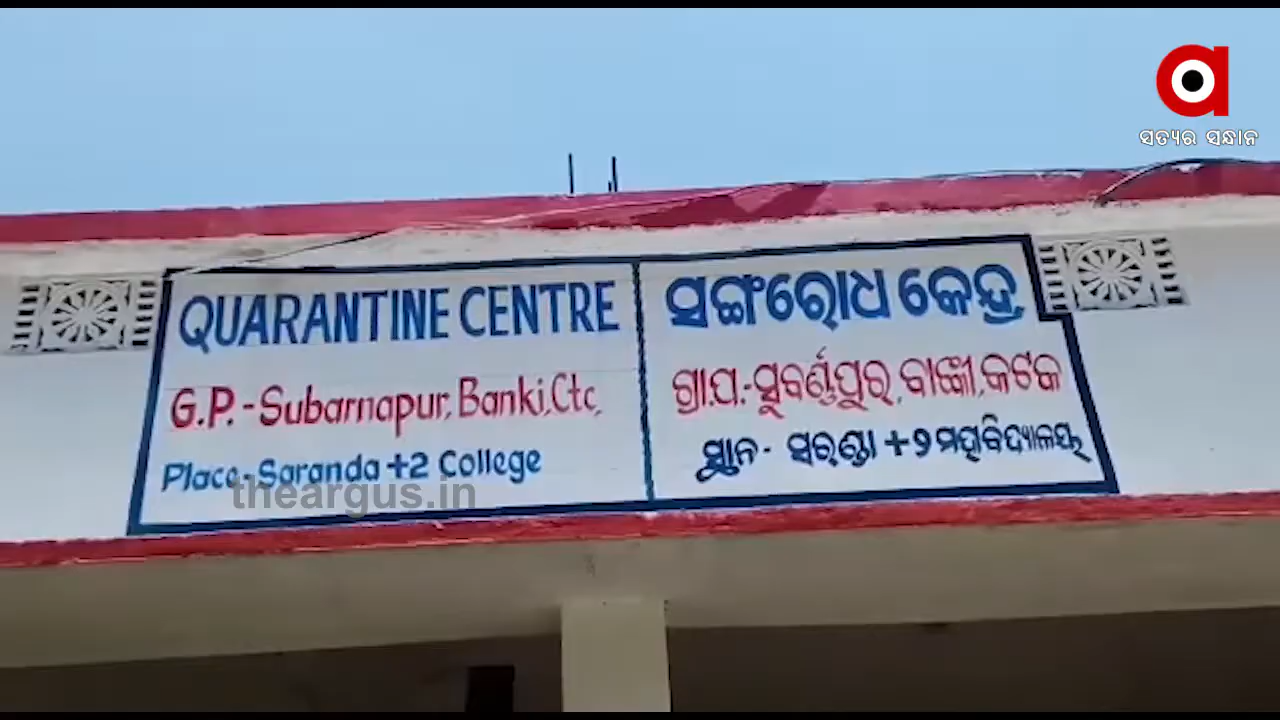 ସତ୍ୟର ସନ୍ଧାନ
QUARANTINE CENTRE
G.P.-Subarnapur, Banki, Ctc,
Place-Saranda +2 College
ସଙ୍ଗରୋଧ କେନ୍ଦ୍ର
ଗ୍ରା.ପ.-ସୁବର୍ଣ୍ଣପୁର, ବାଙ୍କୀ, କଟକ
ସ୍ଥାନ- ସରଣ୍ଡା +୨ ମହାବିଦ୍ୟାଳୟ
theargus.in